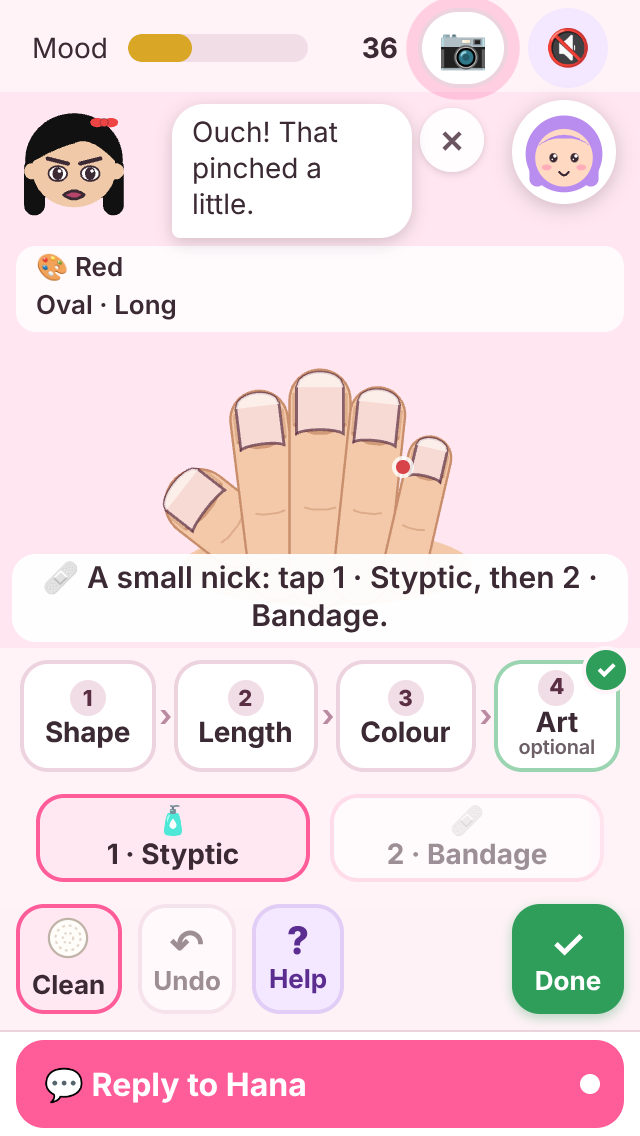 Mood
36
Ouch! That
pinched a
little.
×
🎨 Red
Oval · Long
🩹 A small nick: tap 1 · Styptic, then 2 ·
Bandage.
1
Shape
›
2
Length
›
3
Colour
›
4
Art
optional
1 · Styptic
2 · Bandage
Clean
Undo
?
Help
Done
💬 Reply to Hana